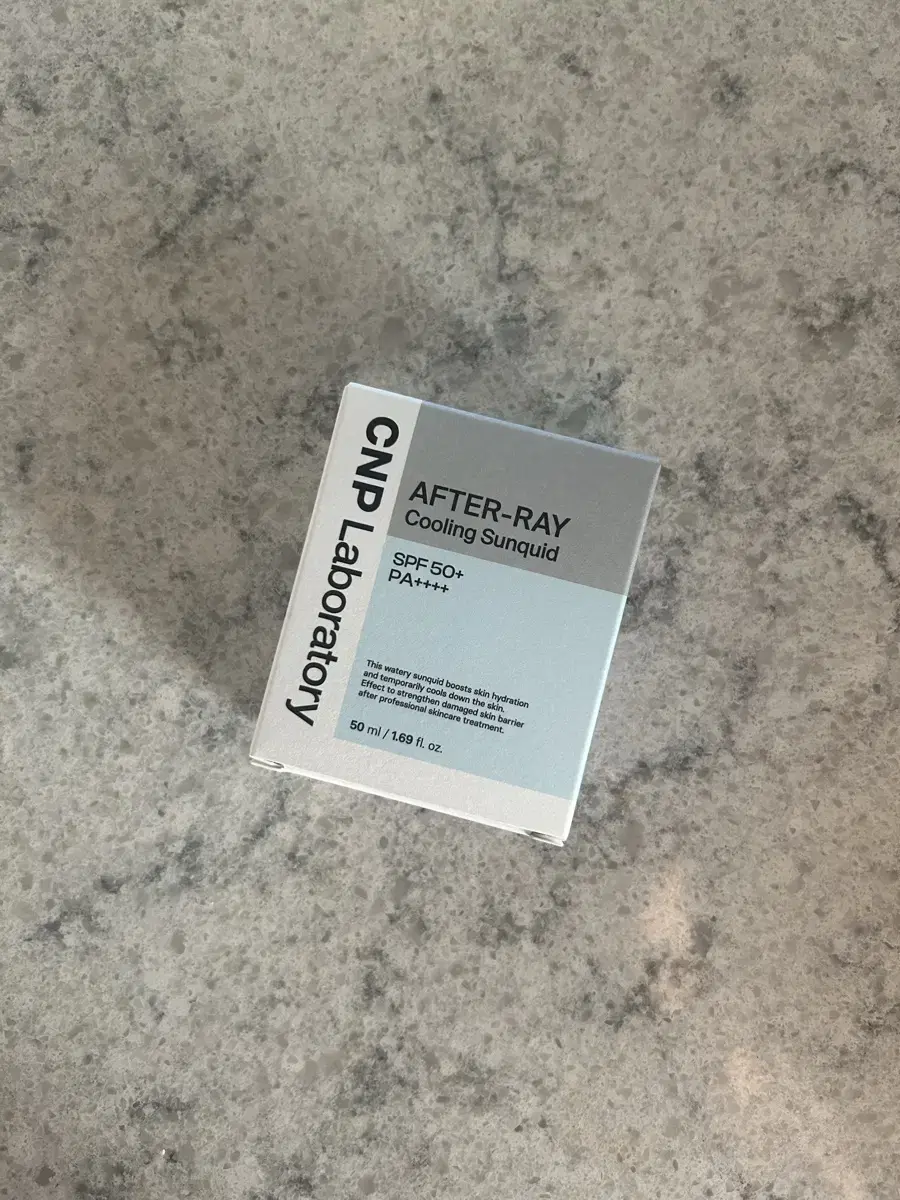 CNP Laboratory
AFTER-RAY
Cooling Sunquid
SPF 50+
PA++++
This watery sunquid boosts skin hydration
and temporarily cools down the skin.
Effect to strengthen damaged skin barrier
after professional skincare treatment.
50 ml / 1.69 fl. oz.